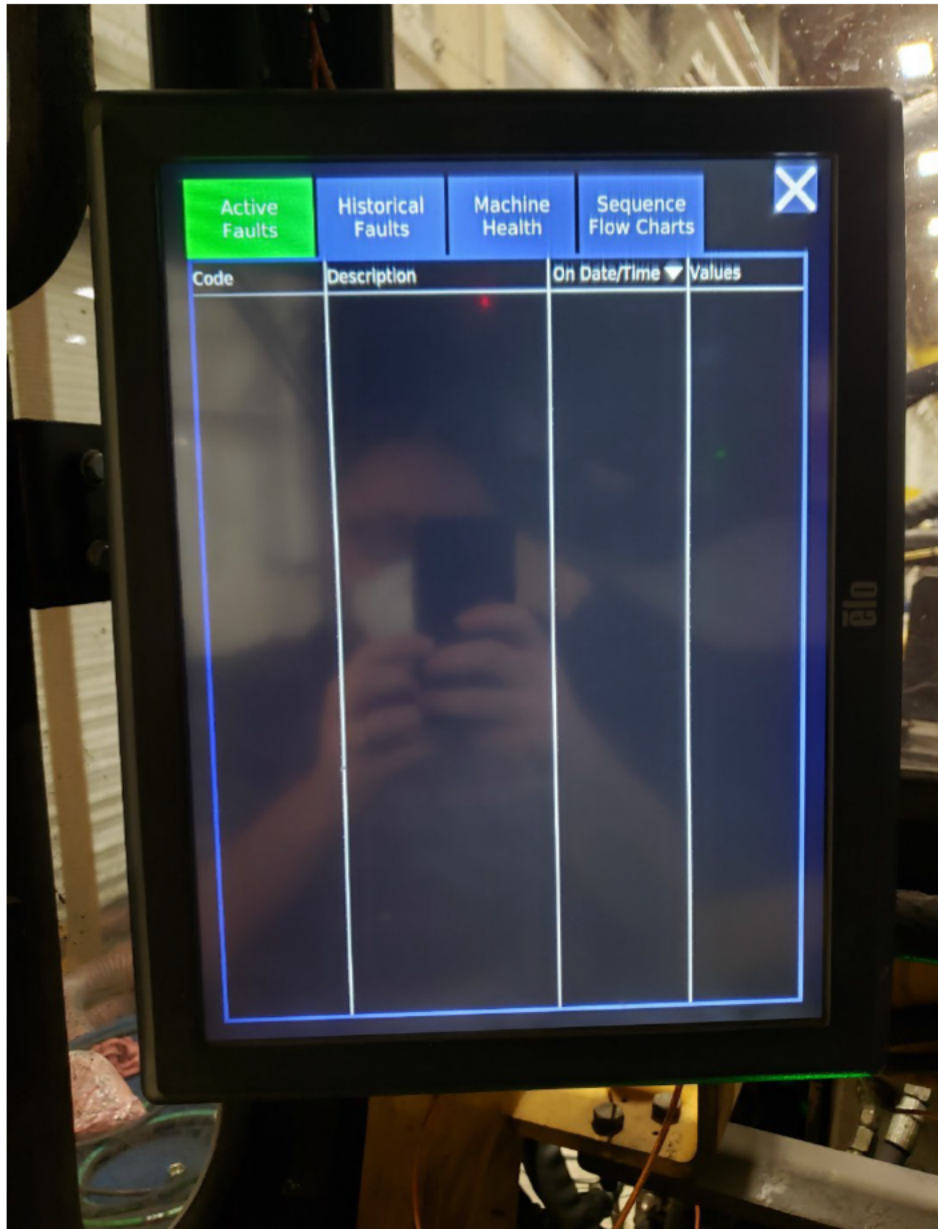 Active
Faults
Historical
Faults
Machine
Health
Sequence
Flow Charts
Code
Description
On Date/Time
Values
elo